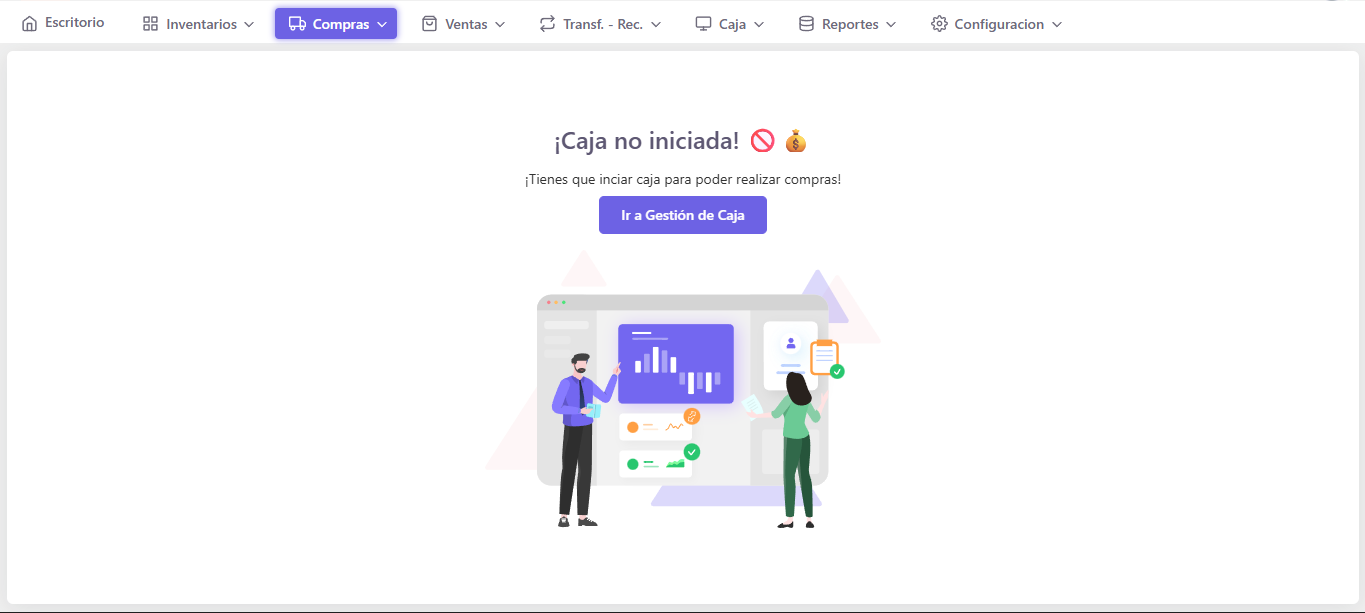 Escritorio Inventarios Compras Ventas Transf. - Rec. Caja Reportes Configuracion
¡Caja no iniciada! 🚫 💰
¡Tienes que inciar caja para poder realizar compras!
Ir a Gestión de Caja